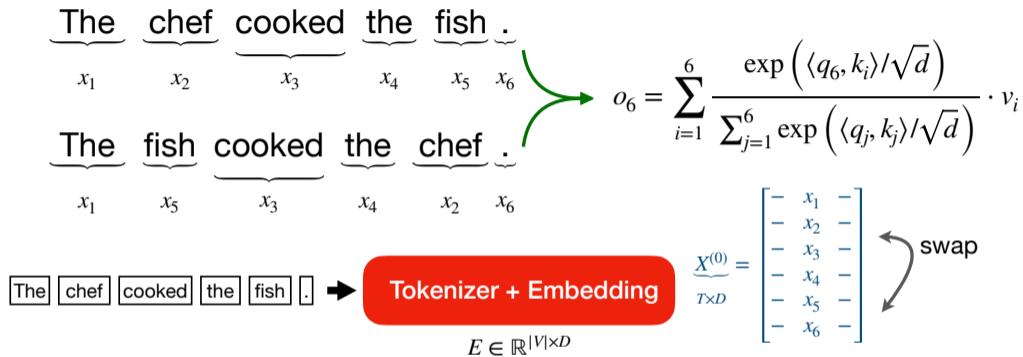 The chef cooked the fish .
x₁ x₂ x₃ x₄ x₅ x₆
o₆ = ∑_{i=1}^{6} exp(⟨q₆, kᵢ⟩/√d) / ∑_{j=1}^{6} exp(⟨qⱼ, kⱼ⟩/√d) · vᵢ
The fish cooked the chef .
x₁ x₅ x₃ x₄ x₂ x₆
The chef cooked the fish .
Tokenizer + Embedding
E ∈ ℝ^{|V|×D}
X⁽⁰⁾ =
T×D
– x₁ –
– x₂ –
– x₃ –
– x₄ –
– x₅ –
– x₆ –
swap